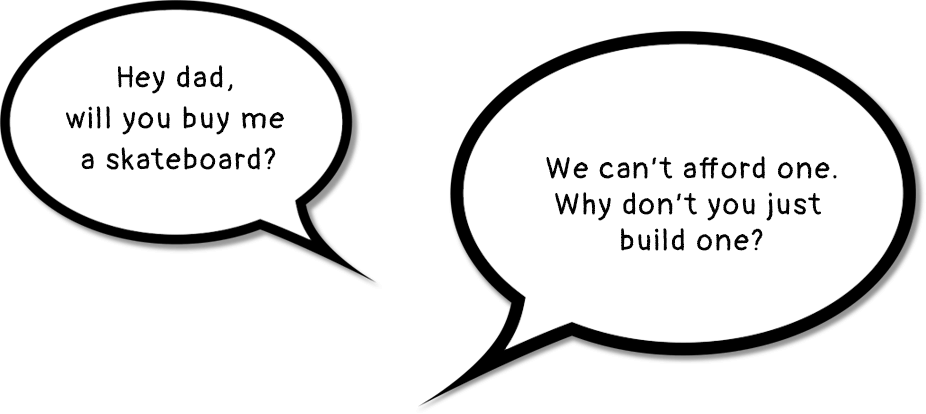 Hey dad,
will you buy me
a skateboard?
We can't afford one.
Why don't you just
build one?